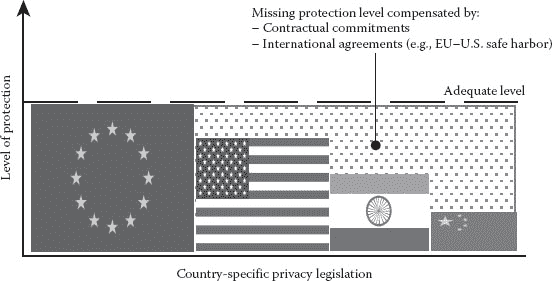 Missing protection level compensated by:
– Contractual commitments
– International agreements (e.g., EU–U.S. safe harbor)
Adequate level
Level of protection
Country-specific privacy legislation